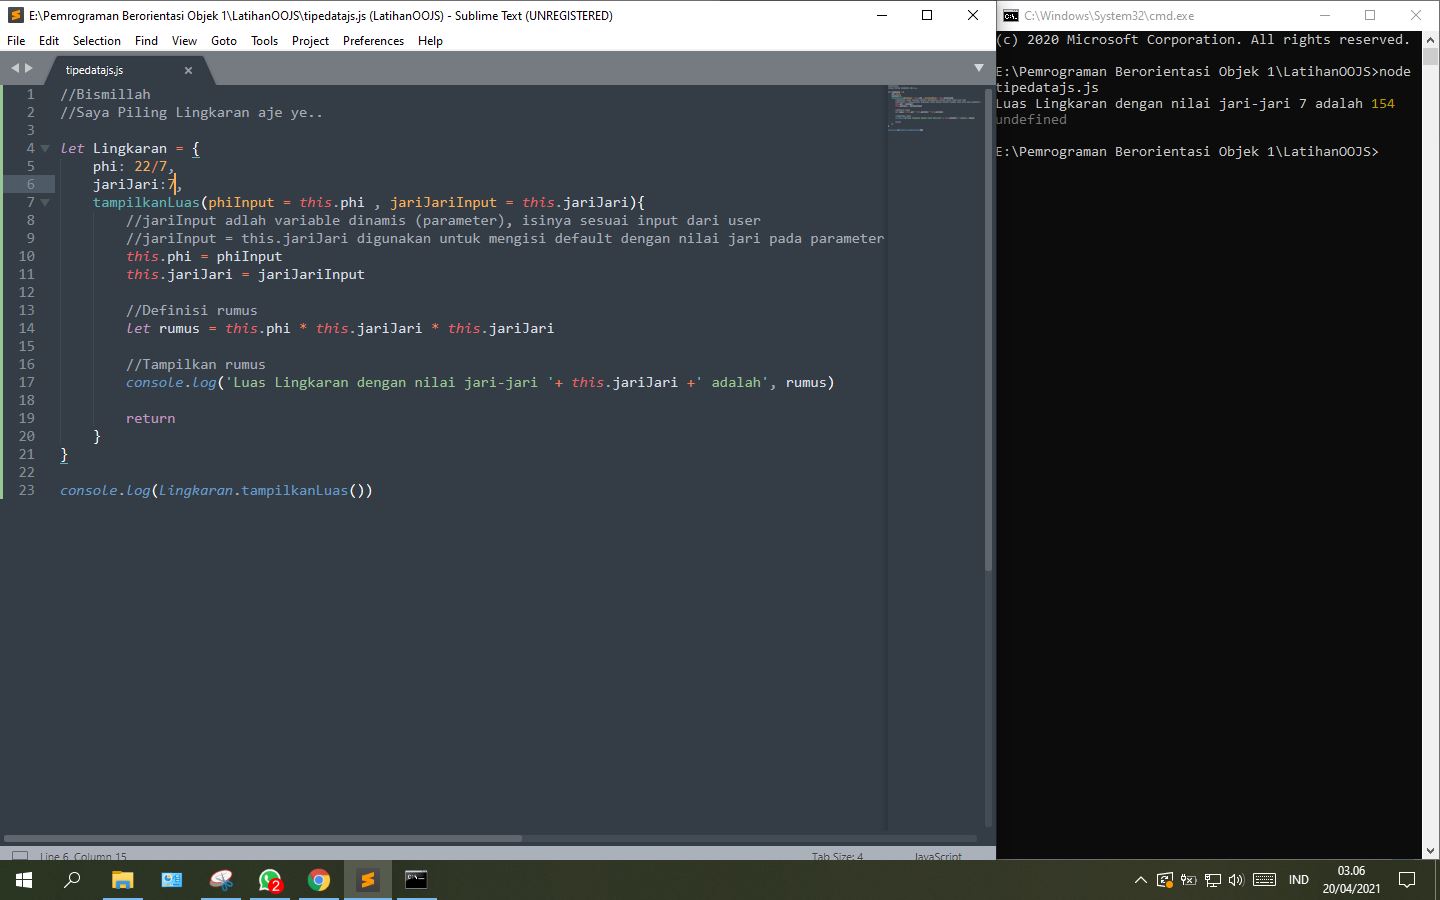 E:\Pemrograman Berorientasi Objek 1\LatihanOOJS\tipedatajs.js (LatihanOOJS) - Sublime Text (UNREGISTERED)
File Edit Selection Find View Goto Tools Project Preferences Help
tipedatajs.js
1 //Bismillah
2 //Saya Piling Lingkaran aje ye..
3
4 let Lingkaran = {
5 phi: 22/7,
6 jariJari:7,
7 tampilkanLuas(phiInput = this.phi , jariJariInput = this.jariJari){
8 //jariInput adlah variable dinamis (parameter), isinya sesuai input dari user
9 //jariInput = this.jariJari digunakan untuk mengisi default dengan nilai jari pada parameter
10 this.phi = phiInput
11 this.jariJari = jariJariInput
12
13 //Definisi rumus
14 let rumus = this.phi * this.jariJari * this.jariJari
15
16 //Tampilkan rumus
17 console.log('Luas Lingkaran dengan nilai jari-jari '+ this.jariJari +' adalah', rumus)
18
19 return
20 }
21 }
22
23 console.log(Lingkaran.tampilkanLuas())
Line 6, Column 15 Tab Size: 4 JavaScript
C:\Windows\System32\cmd.exe
(c) 2020 Microsoft Corporation. All rights reserved.
E:\Pemrograman Berorientasi Objek 1\LatihanOOJS>node
tipedatajs.js
Luas Lingkaran dengan nilai jari-jari 7 adalah 154
undefined
E:\Pemrograman Berorientasi Objek 1\LatihanOOJS>
2
IND
03.06
20/04/2021